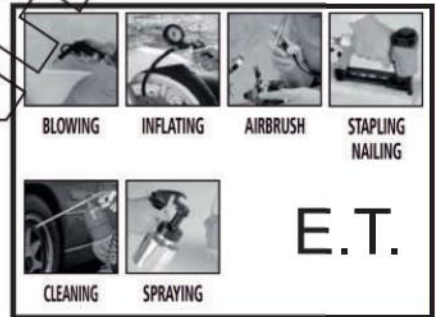 BLOWING INFLATING AIRBRUSH STAPLING
NAILING
CLEANING SPRAYING
E.T.